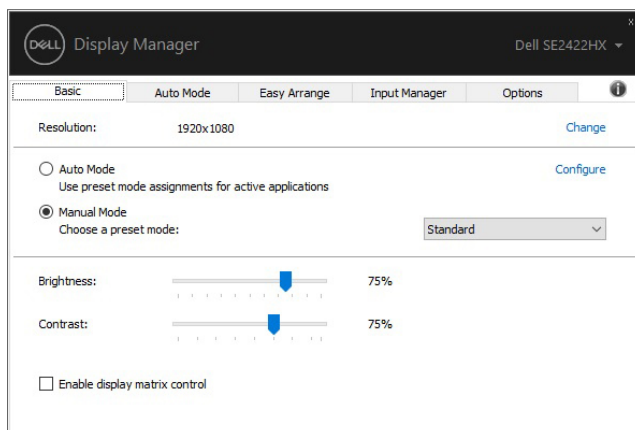 DELL Display Manager Dell SE2422HX
Basic Auto Mode Easy Arrange Input Manager Options
Resolution: 1920x1080 Change
Auto Mode Configure
Use preset mode assignments for active applications
Manual Mode
Choose a preset mode: Standard
Brightness: 75%
Contrast: 75%
Enable display matrix control